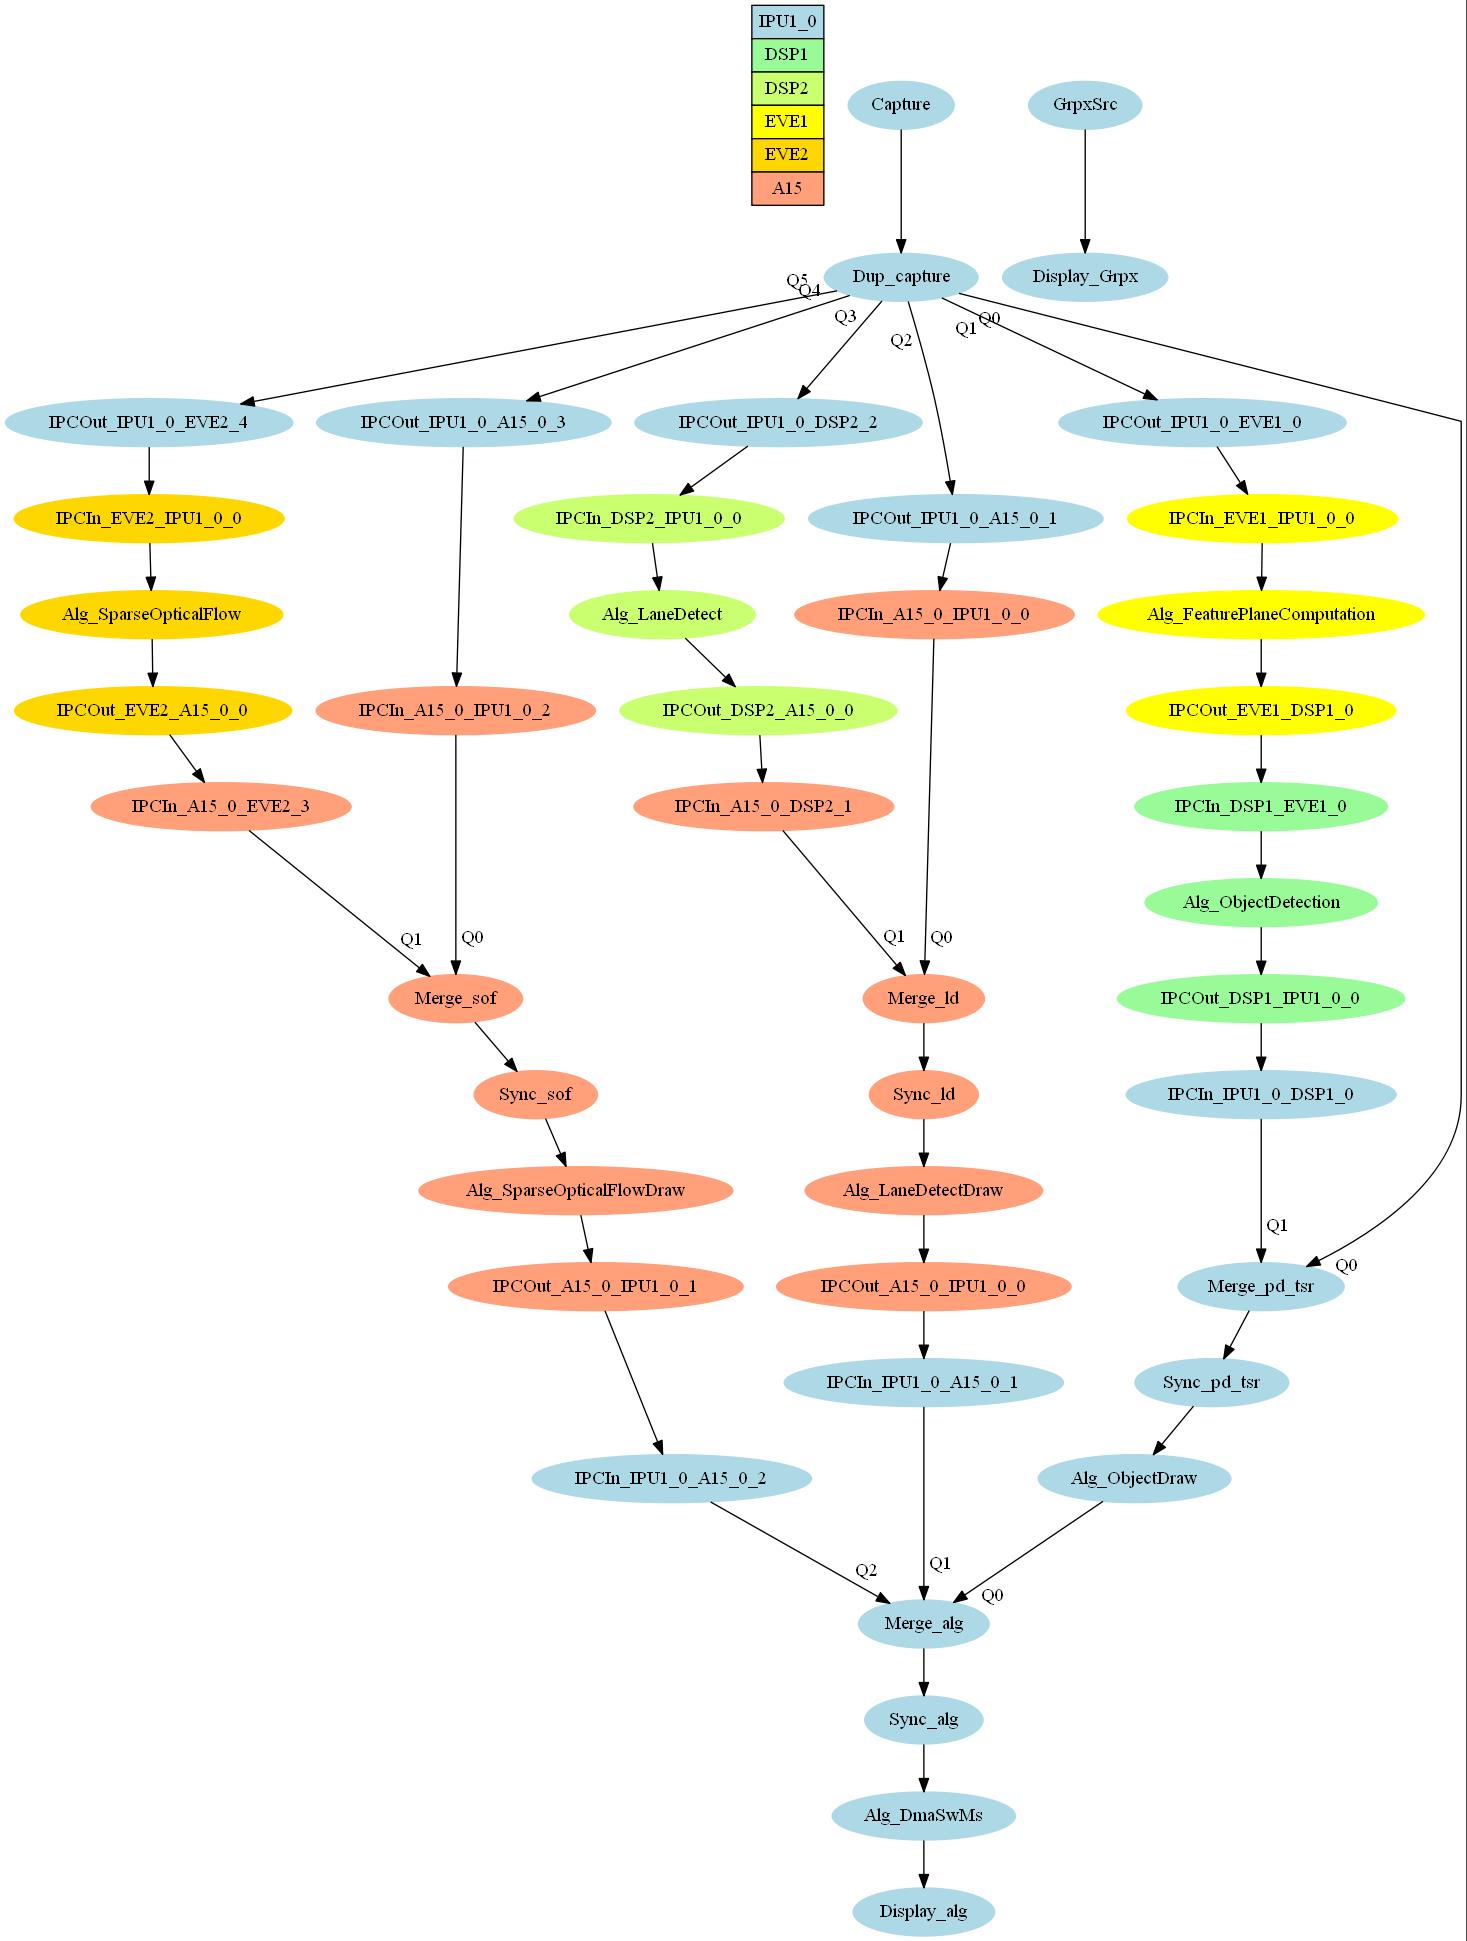 IPU1_0
DSP1
DSP2
EVE1
EVE2
A15
Capture
GrpxSrc
Dup_capture
Display_Grpx
Q5
Q4
Q3
Q2
Q1
Q0
IPCOut_IPU1_0_EVE2_4
IPCOut_IPU1_0_A15_0_3
IPCOut_IPU1_0_DSP2_2
IPCOut_IPU1_0_EVE1_0
IPCIn_EVE2_IPU1_0_0
IPCIn_DSP2_IPU1_0_0
IPCOut_IPU1_0_A15_0_1
IPCIn_EVE1_IPU1_0_0
Alg_SparseOpticalFlow
Alg_LaneDetect
IPCIn_A15_0_IPU1_0_0
Alg_FeaturePlaneComputation
IPCOut_EVE2_A15_0_0
IPCIn_A15_0_IPU1_0_2
IPCOut_DSP2_A15_0_0
IPCOut_EVE1_DSP1_0
IPCIn_A15_0_EVE2_3
IPCIn_A15_0_DSP2_1
IPCIn_DSP1_EVE1_0
Alg_ObjectDetection
Q1
Q0
Q1
Q0
Merge_sof
Merge_ld
IPCOut_DSP1_IPU1_0_0
Sync_sof
Sync_ld
IPCIn_IPU1_0_DSP1_0
Alg_SparseOpticalFlowDraw
Alg_LaneDetectDraw
Q1
Q0
IPCOut_A15_0_IPU1_0_1
IPCOut_A15_0_IPU1_0_0
Merge_pd_tsr
IPCIn_IPU1_0_A15_0_1
Sync_pd_tsr
IPCIn_IPU1_0_A15_0_2
Alg_ObjectDraw
Q2
Q1
Q0
Merge_alg
Sync_alg
Alg_DmaSwMs
Display_alg